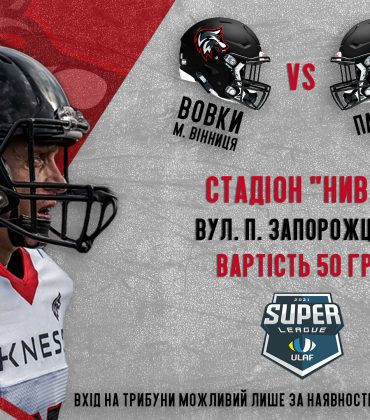 VS
ВОВКИ
М. ВІННИЦЯ
СТАДІОН "НИВ
ВУЛ. П. ЗАПОРОЖЦ
ВАРТІСТЬ 50 ГР
2021
SUPER
LEAGUE
ULAF
KNES
ВХІД НА ТРИБУНИ МОЖЛИВИЙ ЛИШЕ ЗА НАЯВНОСТ